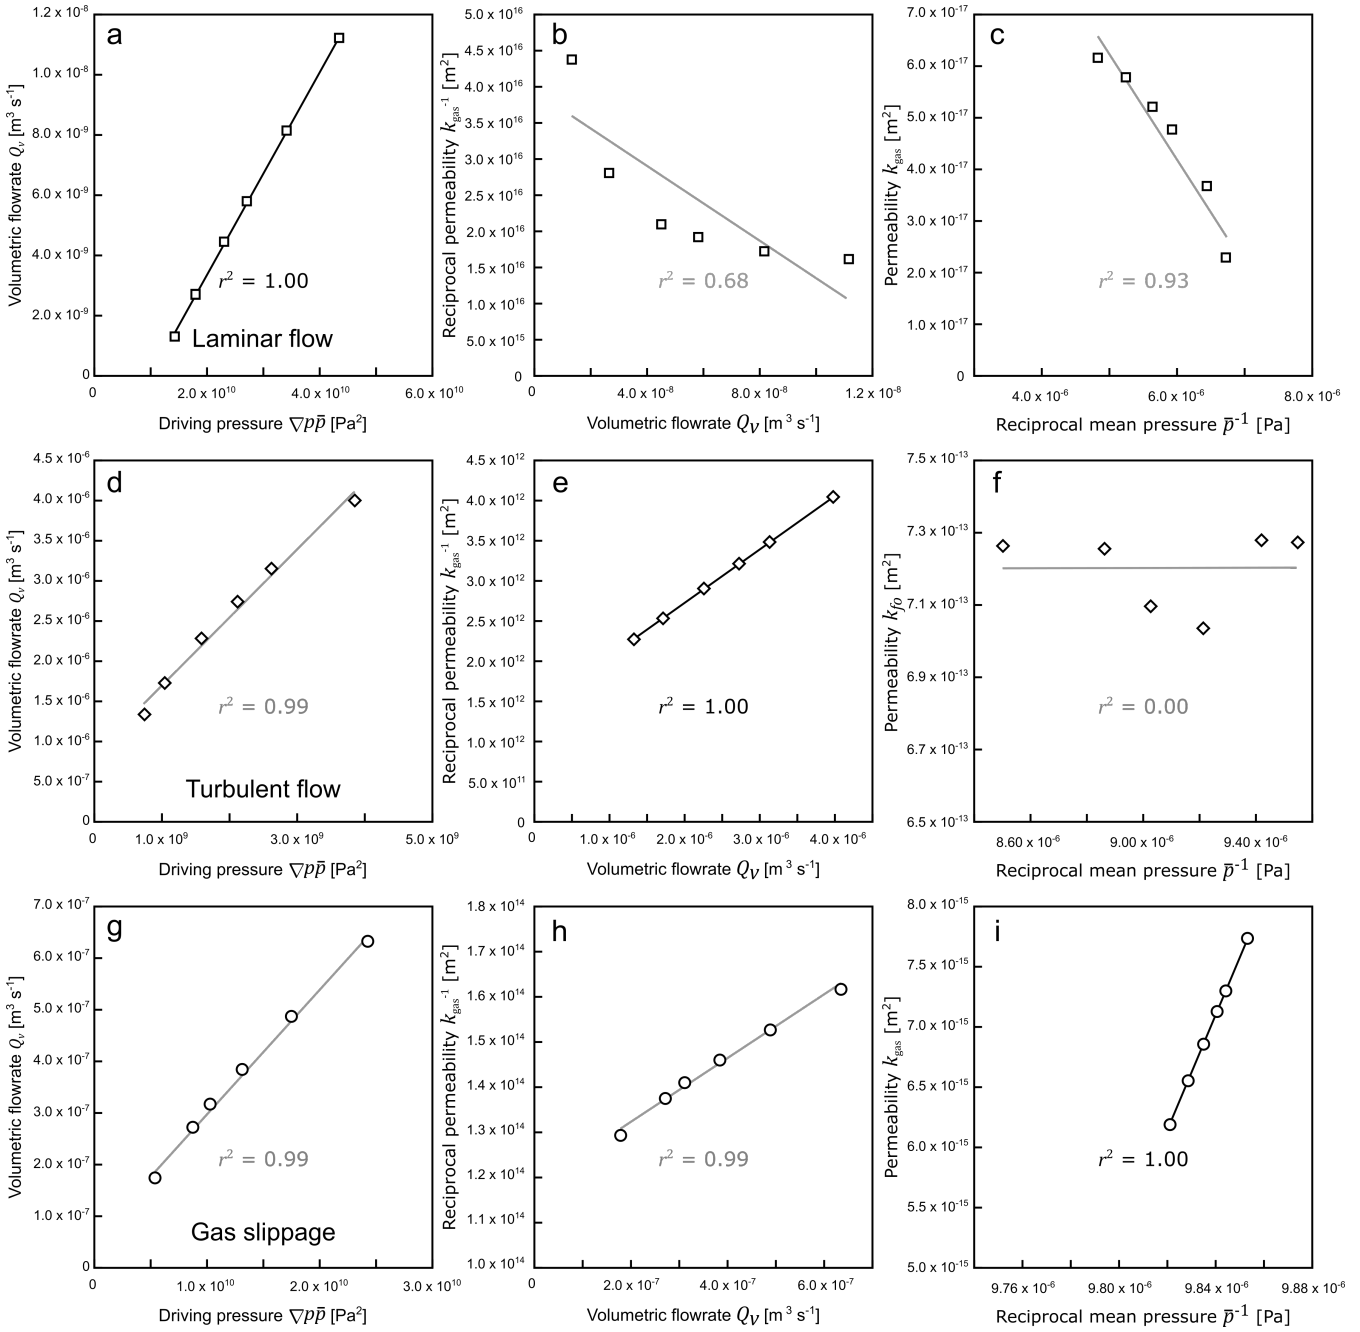 a
1.2 x 10⁻⁸
1.0 x 10⁻⁸
8.0 x 10⁻⁹
6.0 x 10⁻⁹
4.0 x 10⁻⁹
2.0 x 10⁻⁹
0
Volumetric flowrate Qᵥ [m³ s⁻¹]
r² = 1.00
Laminar flow
0 2.0 x 10¹⁰ 4.0 x 10¹⁰ 6.0 x 10¹⁰
Driving pressure ∇pp̄ [Pa²]
b
5.0 x 10¹⁶
4.5 x 10¹⁶
4.0 x 10¹⁶
3.5 x 10¹⁶
3.0 x 10¹⁶
2.5 x 10¹⁶
2.0 x 10¹⁶
1.5 x 10¹⁶
1.0 x 10¹⁶
5.0 x 10¹⁵
0
Reciprocal permeability k_gas⁻¹ [m²]
r² = 0.68
0 4.0 x 10⁻⁸ 8.0 x 10⁻⁸ 1.2 x 10⁻⁸
Volumetric flowrate Qᵥ [m³ s⁻¹]
c
7.0 x 10⁻¹⁷
6.0 x 10⁻¹⁷
5.0 x 10⁻¹⁷
4.0 x 10⁻¹⁷
3.0 x 10⁻¹⁷
2.0 x 10⁻¹⁷
1.0 x 10⁻¹⁷
0
Permeability k_gas [m²]
r² = 0.93
4.0 x 10⁻⁶ 6.0 x 10⁻⁶ 8.0 x 10⁻⁶
Reciprocal mean pressure p̄⁻¹ [Pa]
d
4.5 x 10⁻⁶
4.0 x 10⁻⁶
3.5 x 10⁻⁶
3.0 x 10⁻⁶
2.5 x 10⁻⁶
2.0 x 10⁻⁶
1.5 x 10⁻⁶
1.0 x 10⁻⁶
5.0 x 10⁻⁷
0
Volumetric flowrate Qᵥ [m³ s⁻¹]
r² = 0.99
Turbulent flow
0 1.0 x 10⁹ 3.0 x 10⁹ 5.0 x 10⁹
Driving pressure ∇pp̄ [Pa²]
e
4.5 x 10¹²
4.0 x 10¹²
3.5 x 10¹²
3.0 x 10¹²
2.5 x 10¹²
2.0 x 10¹²
1.5 x 10¹²
1.0 x 10¹²
5.0 x 10¹¹
0
Reciprocal permeability k_gas⁻¹ [m²]
r² = 1.00
0 1.0 x 10⁻⁶ 2.0 x 10⁻⁶ 3.0 x 10⁻⁶ 4.0 x 10⁻⁶
Volumetric flowrate Qᵥ [m³ s⁻¹]
f
7.5 x 10⁻¹³
7.3 x 10⁻¹³
7.1 x 10⁻¹³
6.9 x 10⁻¹³
6.7 x 10⁻¹³
6.5 x 10⁻¹³
Permeability k_fo [m²]
r² = 0.00
8.60 x 10⁻⁶ 9.00 x 10⁻⁶ 9.40 x 10⁻⁶
Reciprocal mean pressure p̄⁻¹ [Pa]
g
7.0 x 10⁻⁷
6.0 x 10⁻⁷
5.0 x 10⁻⁷
4.0 x 10⁻⁷
3.0 x 10⁻⁷
2.0 x 10⁻⁷
1.0 x 10⁻⁷
0
Volumetric flowrate Qᵥ [m³ s⁻¹]
r² = 0.99
Gas slippage
0 1.0 x 10¹⁰ 2.0 x 10¹⁰ 3.0 x 10¹⁰
Driving pressure ∇pp̄ [Pa²]
h
1.8 x 10¹⁴
1.7 x 10¹⁴
1.6 x 10¹⁴
1.5 x 10¹⁴
1.4 x 10¹⁴
1.3 x 10¹⁴
1.2 x 10¹⁴
1.1 x 10¹⁴
1.0 x 10¹⁴
Reciprocal permeability k_gas⁻¹ [m²]
r² = 0.99
0 2.0 x 10⁻⁷ 4.0 x 10⁻⁷ 6.0 x 10⁻⁷
Volumetric flowrate Qᵥ [m³ s⁻¹]
i
8.0 x 10⁻¹⁵
7.5 x 10⁻¹⁵
7.0 x 10⁻¹⁵
6.5 x 10⁻¹⁵
6.0 x 10⁻¹⁵
5.5 x 10⁻¹⁵
5.0 x 10⁻¹⁵
Permeability k_gas [m²]
r² = 1.00
9.76 x 10⁻⁶ 9.80 x 10⁻⁶ 9.84 x 10⁻⁶ 9.88 x 10⁻⁶
Reciprocal mean pressure p̄⁻¹ [Pa]